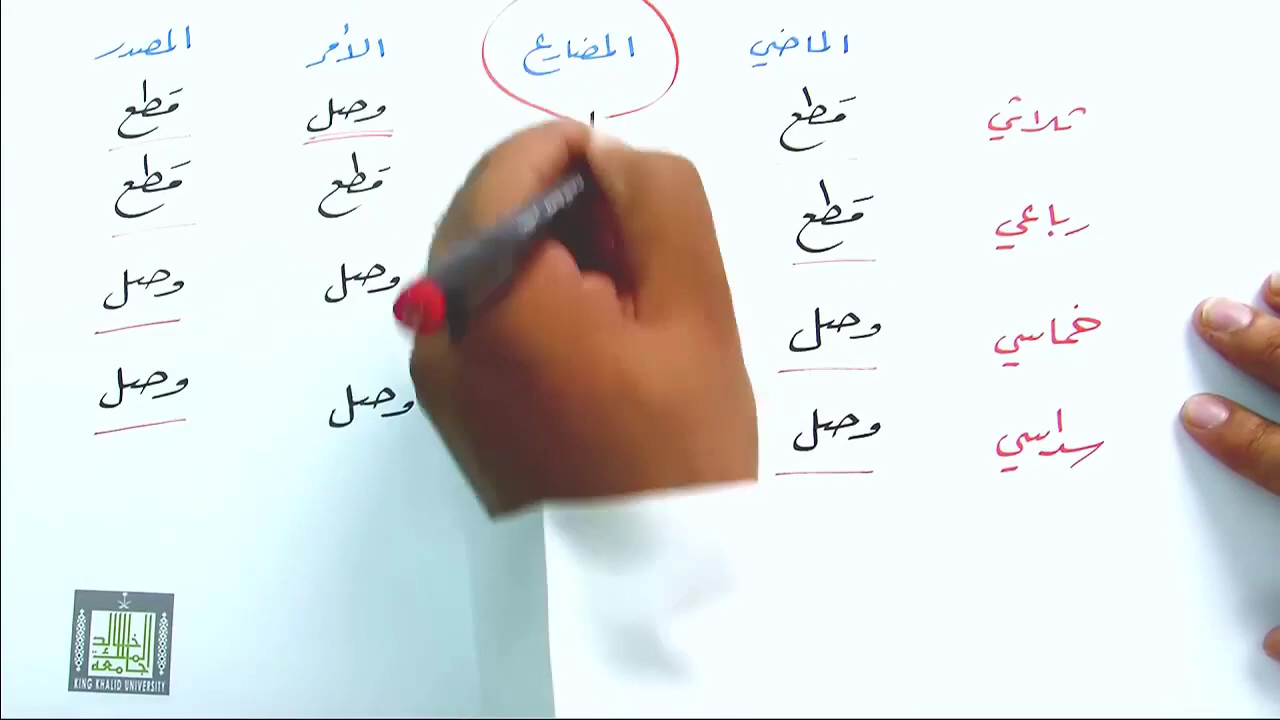 الماضي المضارع الأمر المصدر
ثلاثي قطع وصل قطع
رباعي قطع قطع قطع
خماسي وصل وصل وصل
سداسي وصل وصل وصل
KING KHALID UNIVERSITY